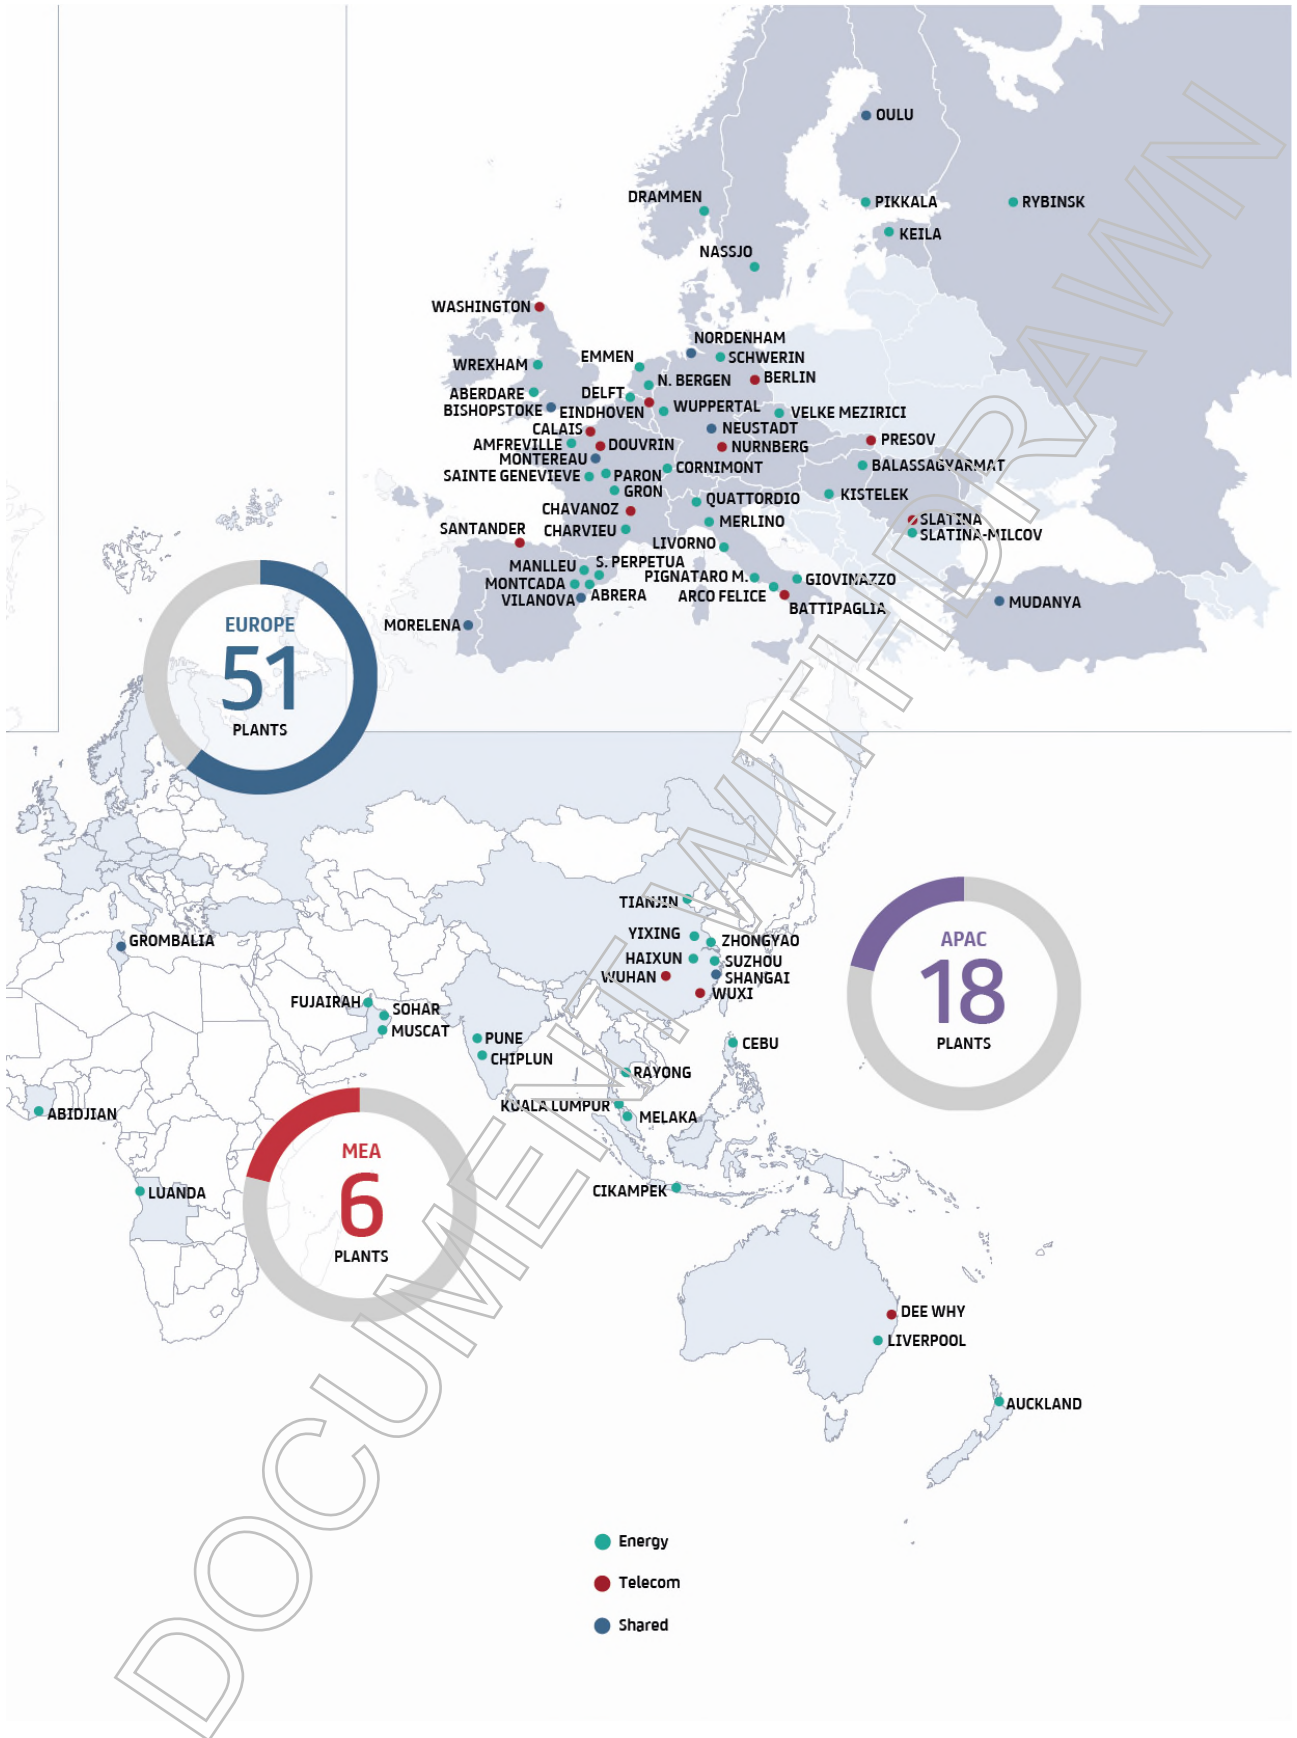 OULU
DRAMMEN
PIKKALA
RYBINSK
KEILA
NASSJO
WASHINGTON
NORDENHAM
EMMEN
SCHWERIN
WREXHAM
N. BERGEN
BERLIN
ABERDARE
DELFT
BISHOPSTOKE
EINDHOVEN
WUPPERTAL
VELKE MEZIRICI
CALAIS
NEUSTADT
AMFREVILLE
DOUVRIN
NURNBERG
PRESOV
MONTEREAU
CORNIMONT
BALASSAGYARMAT
SAINTE GENEVIEVE
PARON
GRON
QUATTORDIO
KISTELEK
CHAVANOZ
MERLINO
SLATINA
SANTANDER
CHARVIEU
SLATINA-MILCOV
LIVORNO
MANLLEU
S. PERPETUA
PIGNATARO M.
GIOVINAZZO
MONTCADA
ABRERA
ARCO FELICE
VILANOVA
BATTIPAGLIA
MUDANYA
MORELENA
EUROPE
51
PLANTS
TIANJIN
YIXING
ZHONGYAO
GROMBALIA
HAIXUN
SUZHOU
WUHAN
SHANGAI
WUXI
APAC
18
PLANTS
FUJAIRAH
SOHAR
MUSCAT
PUNE
CHIPLUN
CEBU
RAYONG
KUALA LUMPUR
MELAKA
ABIDJIAN
MEA
6
PLANTS
LUANDA
CIKAMPEK
DEE WHY
LIVERPOOL
AUCKLAND
Energy
Telecom
Shared
DOCUMENT WITHDRAWN